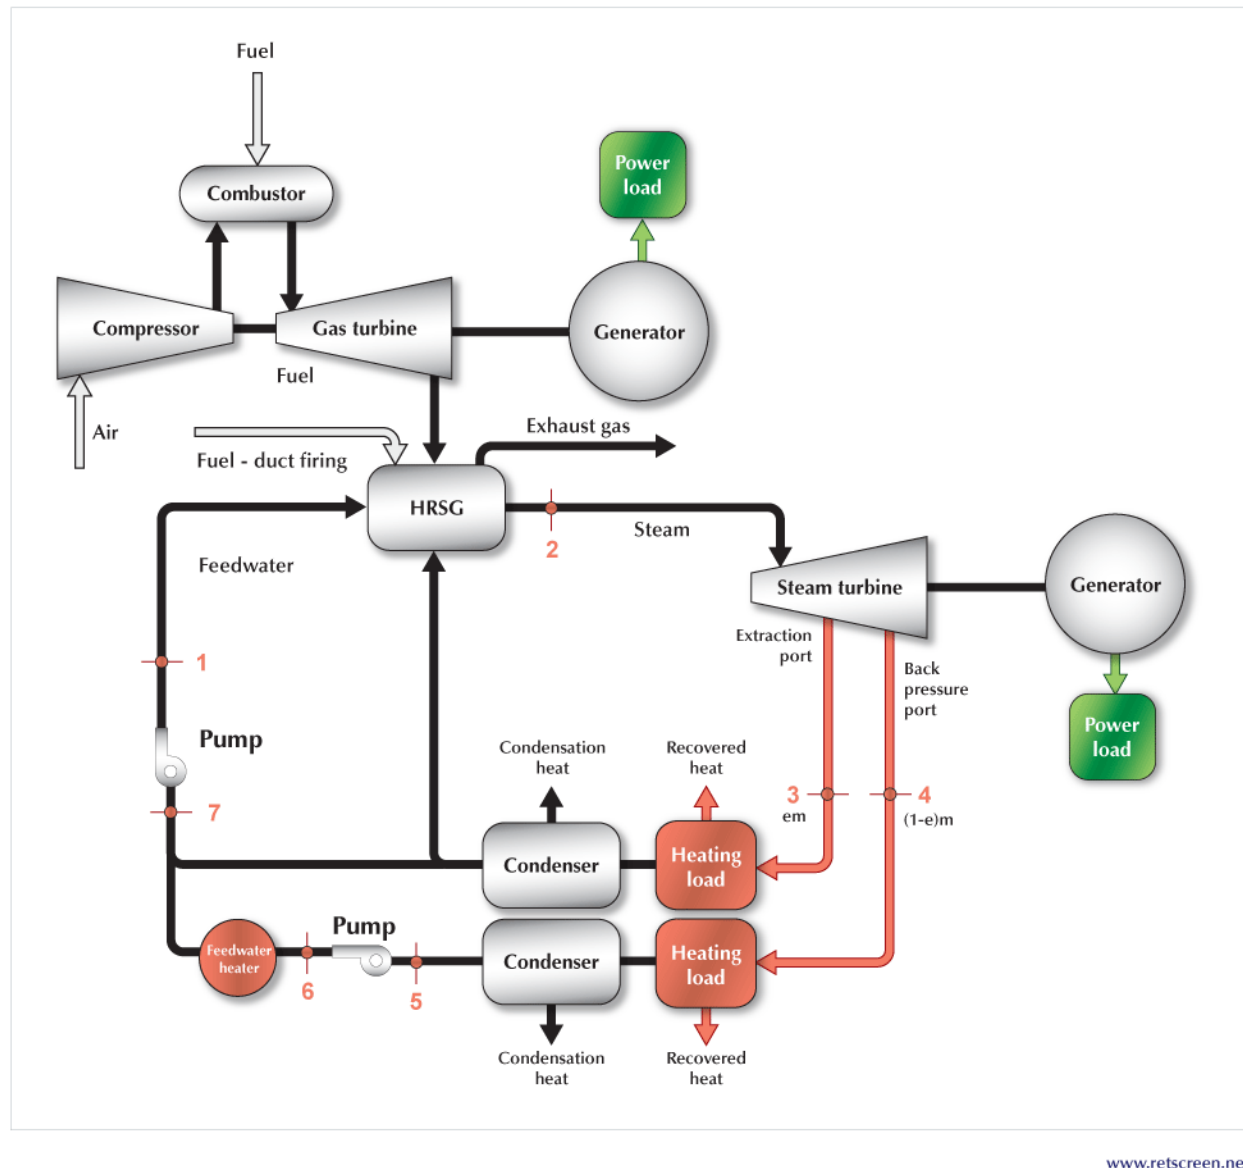 Fuel
Combustor
Power
load
Compressor
Gas turbine
Generator
Fuel
Air
Fuel - duct firing
Exhaust gas
HRSG
2
Steam
Feedwater
Steam turbine
Generator
Extraction
port
Back
pressure
port
1
Pump
7
Condensation
heat
Recovered
heat
3
em
4
(1-e)m
Power
load
Condenser
Heating
load
Pump
Feedwater
heater
6
5
Condenser
Heating
load
Condensation
heat
Recovered
heat
www.retscreen.ne